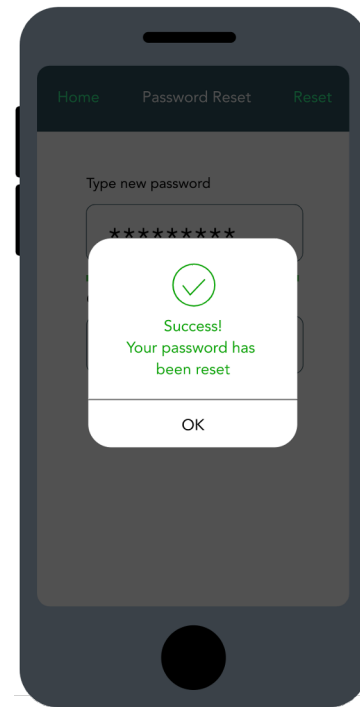 Home Password Reset Reset
Type new password
*********
Success!
Your password has
been reset
OK